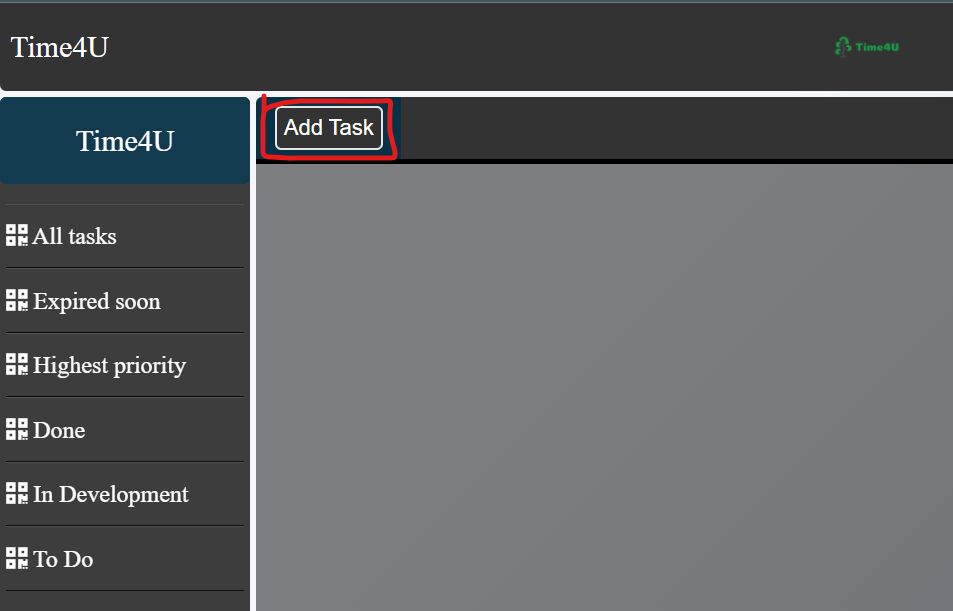 Time4U
Time4U
Time4U
Add Task
All tasks
Expired soon
Highest priority
Done
In Development
To Do